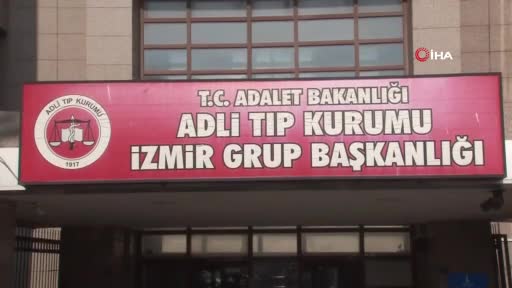 İHA
T.C. ADALET BAKANLIĞI
ADLİ TIP KURUMU
İZMİR GRUP BAŞKANLIĞI
ADLİ TIP KURUMU
1917